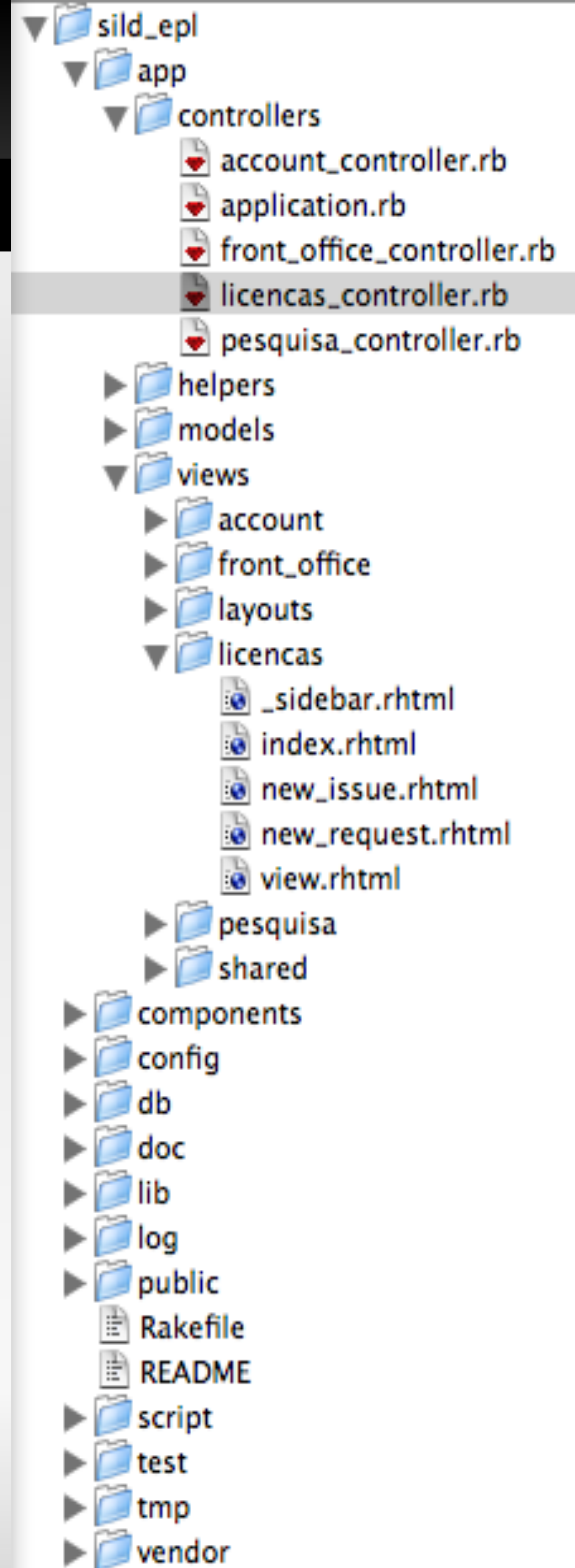 sild_epl
app
controllers
account_controller.rb
application.rb
front_office_controller.rb
licencas_controller.rb
pesquisa_controller.rb
helpers
models
views
account
front_office
layouts
licencas
_sidebar.rhtml
index.rhtml
new_issue.rhtml
new_request.rhtml
view.rhtml
pesquisa
shared
components
config
db
doc
lib
log
public
Rakefile
README
script
test
tmp
vendor